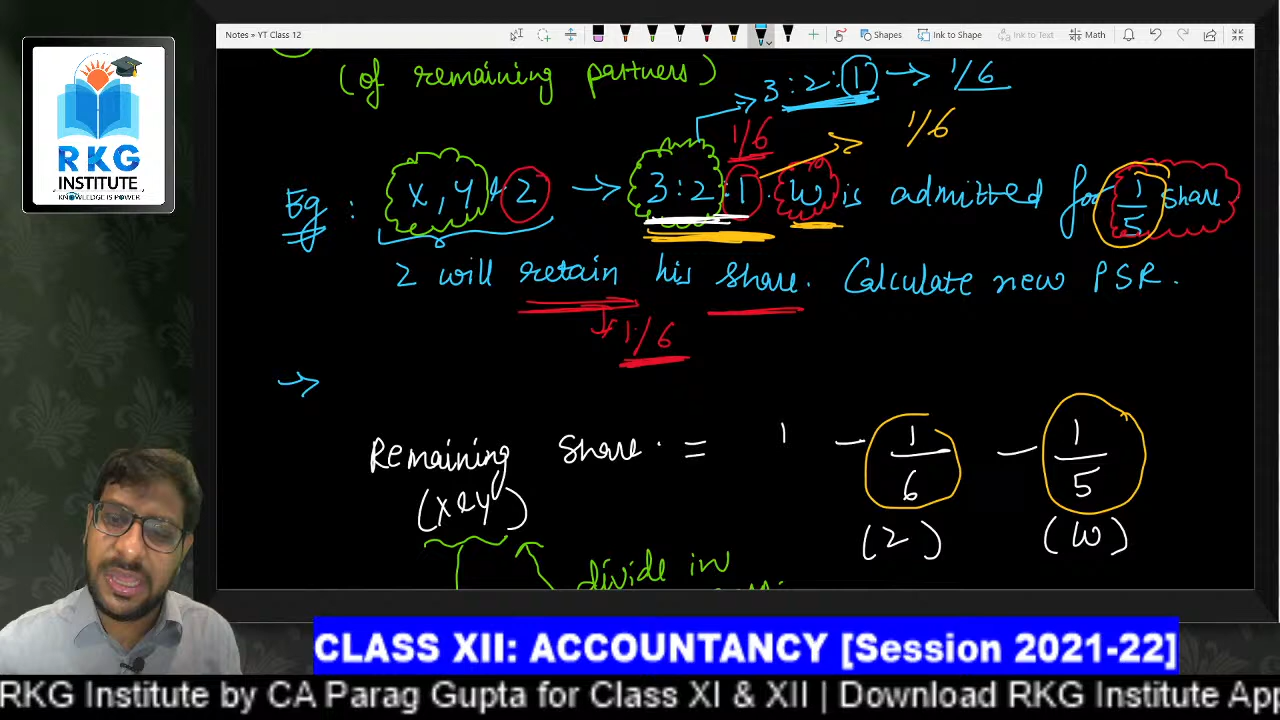 Notes » YT Class 12
Shapes Ink to Shape Ink to Text Math
(of remaining partners)
3:2:1 → 1/6
1/6
1/6
Eg : X, Y & Z → 3:2:1. W is admitted for 1/5 share
Z will retain his share. Calculate new PSR.
1/6
Remaining share. = 1 - 1/6 - 1/5
(X & Y) (Z) (W)
divide in
RKG
INSTITUTE
KNOWLEDGE IS POWER
CLASS XII: ACCOUNTANCY [Session 2021-22]
RKG Institute by CA Parag Gupta for Class XI & XII | Download RKG Institute App